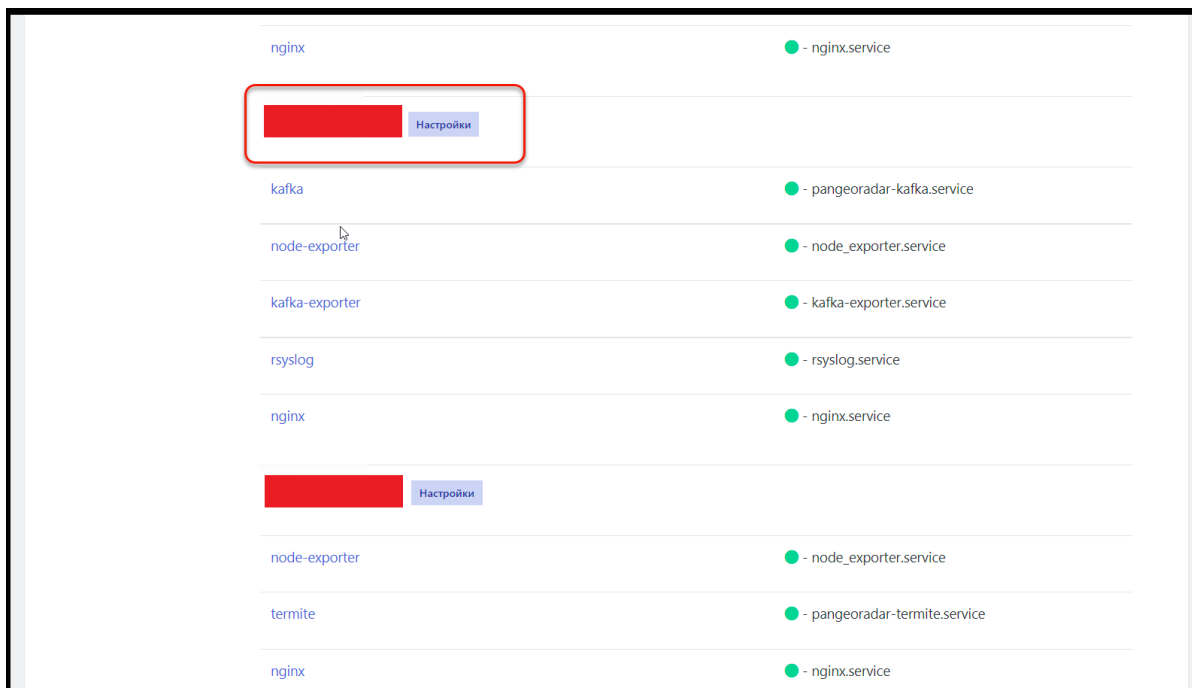 nginx - nginx.service
Настройки
kafka - pangeoradar-kafka.service
node-exporter - node_exporter.service
kafka-exporter - kafka-exporter.service
rsyslog - rsyslog.service
nginx - nginx.service
Настройки
node-exporter - node_exporter.service
termite - pangeoradar-termite.service
nginx - nginx.service